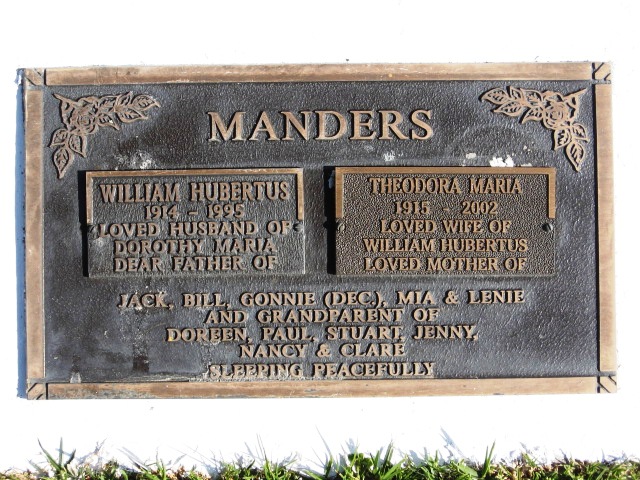 MANDERS
WILLIAM HUBERTUS
1914 - 1995
LOVED HUSBAND OF
DOROTHY MARIA,
DEAR FATHER OF
THEODORA MARIA
1915 - 2002
LOVED WIFE OF
WILLIAM HUBERTUS
LOVED MOTHER OF
JACK, BILL, GONNIE (DEC.), MIA & LENIE
AND GRANDPARENT OF
DOREEN, PAUL, STUART, JENNY,
NANCY & CLARE
SLEEPING PEACEFULLY